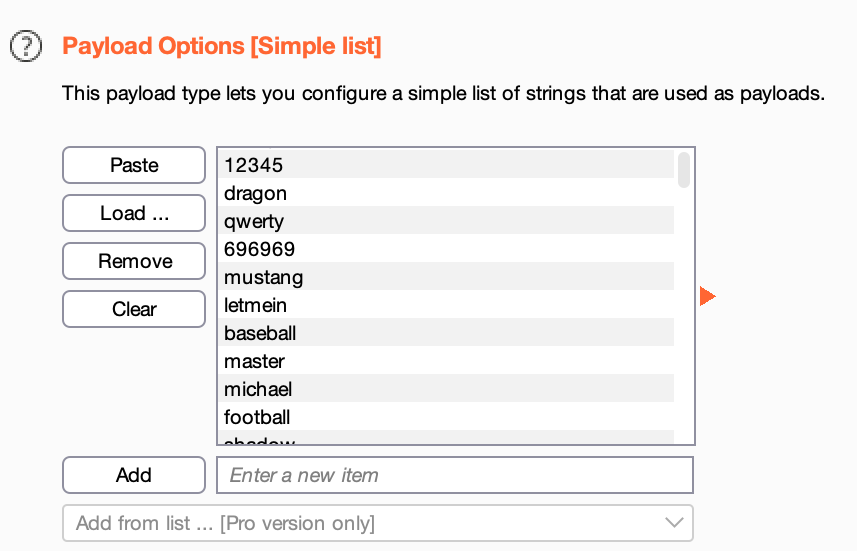 Payload Options [Simple list]
This payload type lets you configure a simple list of strings that are used as payloads.
Paste
Load ...
Remove
Clear
12345
dragon
qwerty
696969
mustang
letmein
baseball
master
michael
football
shadow
Add
Enter a new item
Add from list ... [Pro version only]